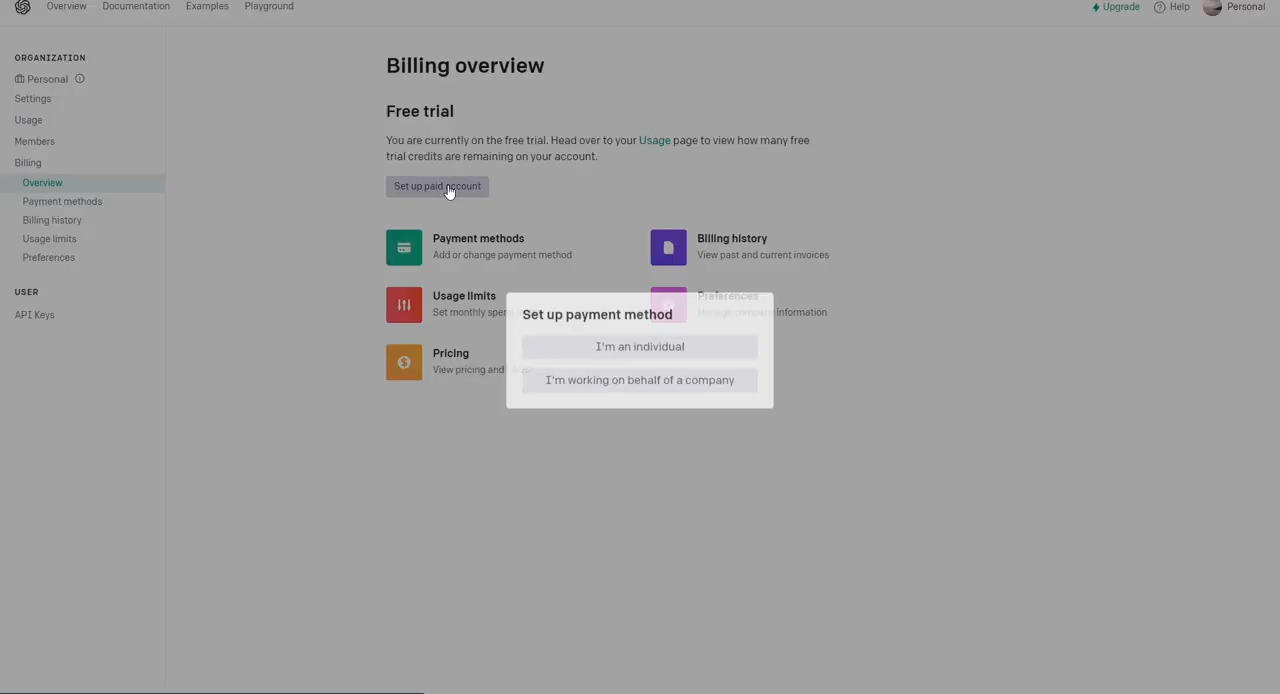 Overview Documentation Examples Playground
Upgrade Help Personal
ORGANIZATION
Personal
Settings
Usage
Members
Billing
Overview
Payment methods
Billing history
Usage limits
Preferences
USER
API Keys
Billing overview
Free trial
You are currently on the free trial. Head over to your Usage page to view how many free
trial credits are remaining on your account.
Set up paid account
Payment methods
Add or change payment method
Billing history
View past and current invoices
Usage limits
Set monthly
Preferences
Manage company information
Pricing
View pricing and
Set up payment method
I'm an individual
I'm working on behalf of a company